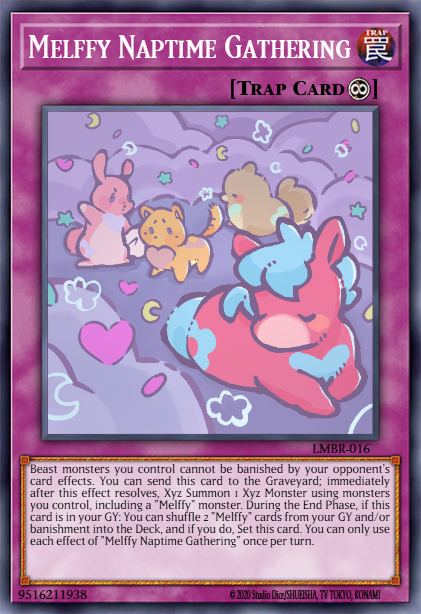 MELFFY NAPTIME GATHERING
TRAP
罠
[TRAP CARD♾]
LMBR-016
Beast monsters you control cannot be banished by your opponent's
card effects. You can send this card to the Graveyard; immediately
after this effect resolves, Xyz Summon 1 Xyz Monster using monsters
you control, including a "Melffy" monster. During the End Phase, if this
card is in your GY: You can shuffle 2 "Melffy" cards from your GY and/or
banishment into the Deck, and if you do, Set this card. You can only use
each effect of "Melffy Naptime Gathering" once per turn.
9516211938
©2020 Studio Dice/SHUEISHA, TV TOKYO, KONAMI